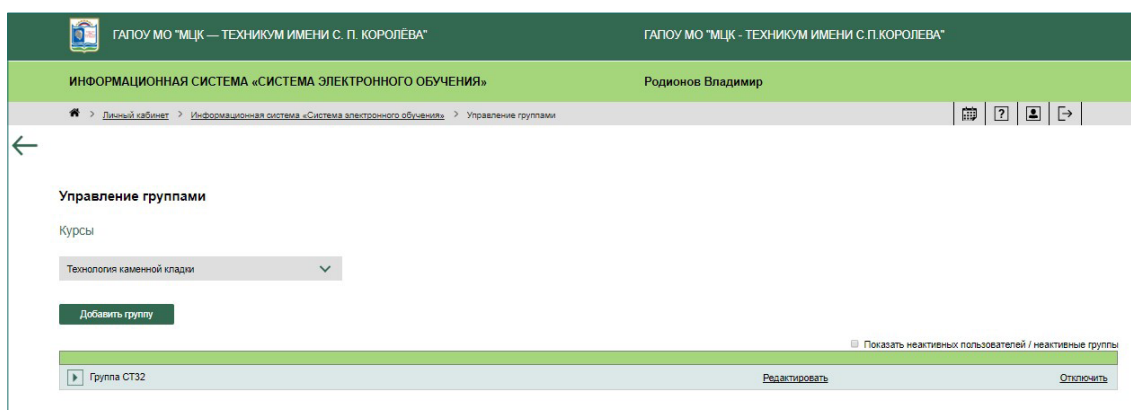 ГАПОУ МО "МЦК — ТЕХНИКУМ ИМЕНИ С. П. КОРОЛЁВА"
ГАПОУ МО "МЦК - ТЕХНИКУМ ИМЕНИ С.П.КОРОЛЕВА"
ИНФОРМАЦИОННАЯ СИСТЕМА «СИСТЕМА ЭЛЕКТРОННОГО ОБУЧЕНИЯ»
Родионов Владимир
> Личный кабинет > Информационная система «Система электронного обучения» > Управление группами
Управление группами
Курсы
Технология каменной кладки
Добавить группу
Показать неактивных пользователей / неактивные группы
Группа СТ32
Редактировать
Отключить